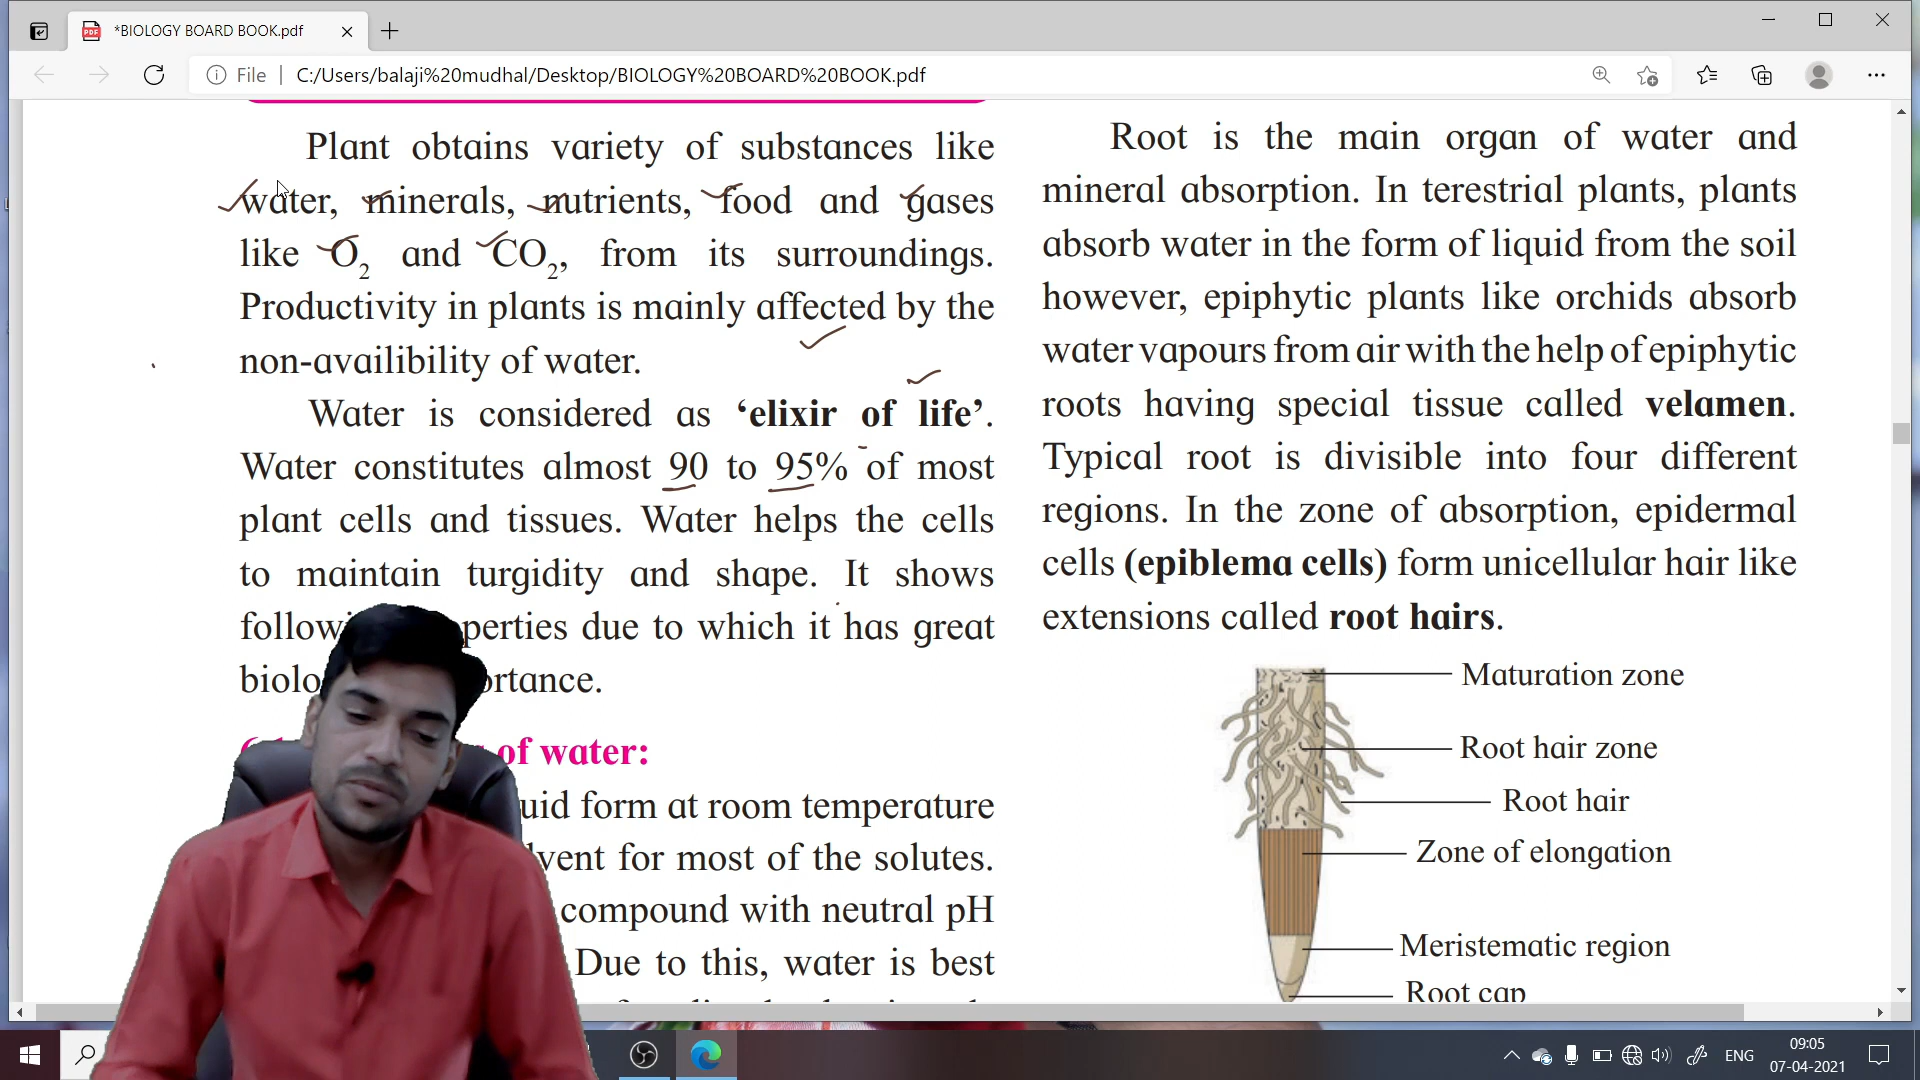 *BIOLOGY BOARD BOOK.pdf
File
C:/Users/balaji%20mudhal/Desktop/BIOLOGY%20BOARD%20BOOK.pdf
Plant obtains variety of substances like
water, minerals, nutrients, food and gases
like O2 and CO2, from its surroundings.
Productivity in plants is mainly affected by the
non-availibility of water.
Water is considered as ‘elixir of life’.
Water constitutes almost 90 to 95% of most
plant cells and tissues. Water helps the cells
to maintain turgidity and shape. It shows
due to which it has great
of water:
form at room temperature
for most of the solutes.
compound with neutral pH
Due to this, water is best
Root is the main organ of water and
mineral absorption. In terestrial plants, plants
absorb water in the form of liquid from the soil
however, epiphytic plants like orchids absorb
water vapours from air with the help of epiphytic
roots having special tissue called velamen.
Typical root is divisible into four different
regions. In the zone of absorption, epidermal
cells (epiblema cells) form unicellular hair like
extensions called root hairs.
Maturation zone
Root hair zone
Root hair
Zone of elongation
Meristematic region
Root cap
ENG
09:05
07-04-2021